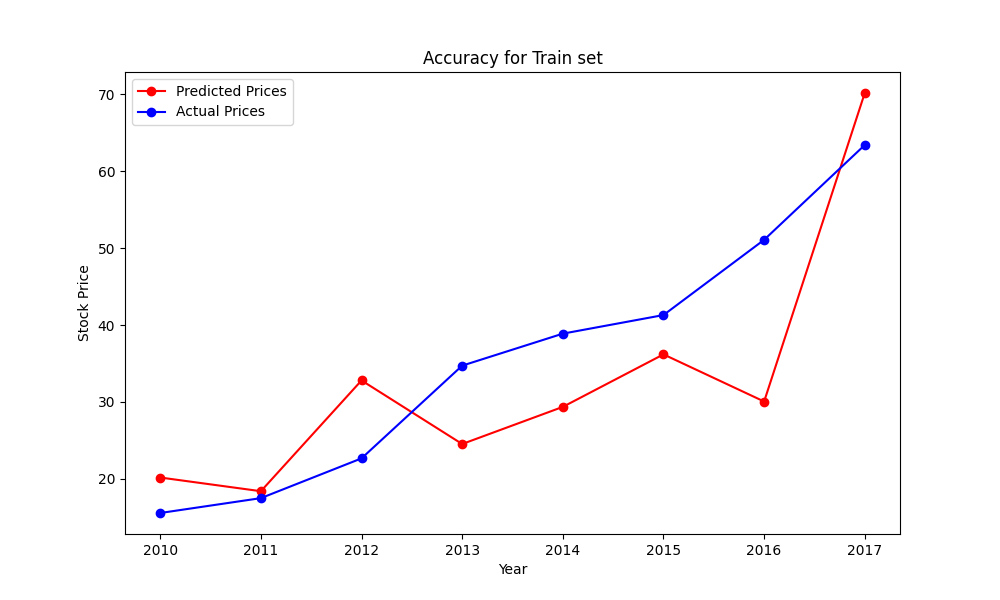 Accuracy for Train set
Predicted Prices
Actual Prices
Stock Price
70
60
50
40
30
20
2010 2011 2012 2013 2014 2015 2016 2017
Year